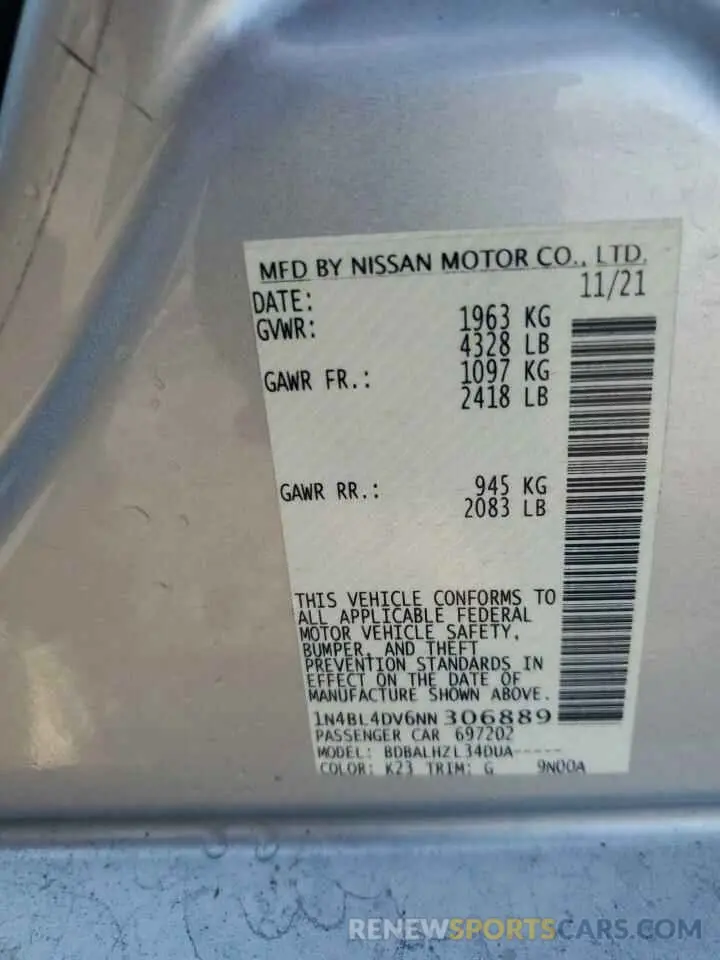 MFD BY NISSAN MOTOR CO., LTD.
DATE: 11/21
GVWR: 1963 KG
4328 LB
GAWR FR.: 1097 KG
2418 LB
GAWR RR.: 945 KG
2083 LB
THIS VEHICLE CONFORMS TO
ALL APPLICABLE FEDERAL
MOTOR VEHICLE SAFETY,
BUMPER, AND THEFT
PREVENTION STANDARDS IN
EFFECT ON THE DATE OF
MANUFACTURE SHOWN ABOVE.
1N4BL4DV6NN306889
PASSENGER CAR 697202
MODEL: BDBALHZL34DUA-----
COLOR: K23 TRIM: G 9N00A
RENEWSPORTSCARS.COM